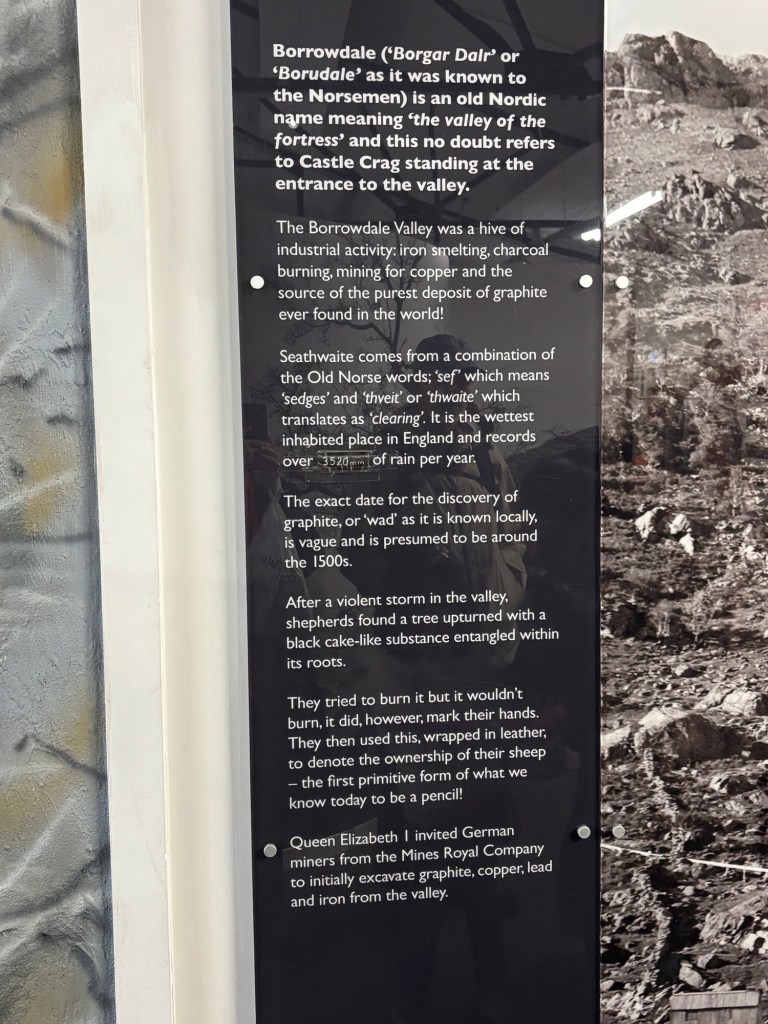 Borrowdale (‘Borgar Dalr’ or
‘Borudale’ as it was known to
the Norsemen) is an old Nordic
name meaning ‘the valley of the
fortress’ and this no doubt refers
to Castle Crag standing at the
entrance to the valley.
The Borrowdale Valley was a hive of
industrial activity: iron smelting, charcoal
burning, mining for copper and the
source of the purest deposit of graphite
ever found in the world!
Seathwaite comes from a combination of
the Old Norse words; ‘sef’ which means
‘sedges’ and ‘thveit’ or ‘thwaite’ which
translates as ‘clearing’. It is the wettest
inhabited place in England and records
over 3520mm of rain per year.
The exact date for the discovery of
graphite, or ‘wad’ as it is known locally,
is vague and is presumed to be around
the 1500s.
After a violent storm in the valley,
shepherds found a tree upturned with a
black cake-like substance entangled within
its roots.
They tried to burn it but it wouldn’t
burn, it did, however, mark their hands.
They then used this, wrapped in leather,
to denote the ownership of their sheep
– the first primitive form of what we
know today to be a pencil!
Queen Elizabeth I invited German
miners from the Mines Royal Company
to initially excavate graphite, copper, lead
and iron from the valley.